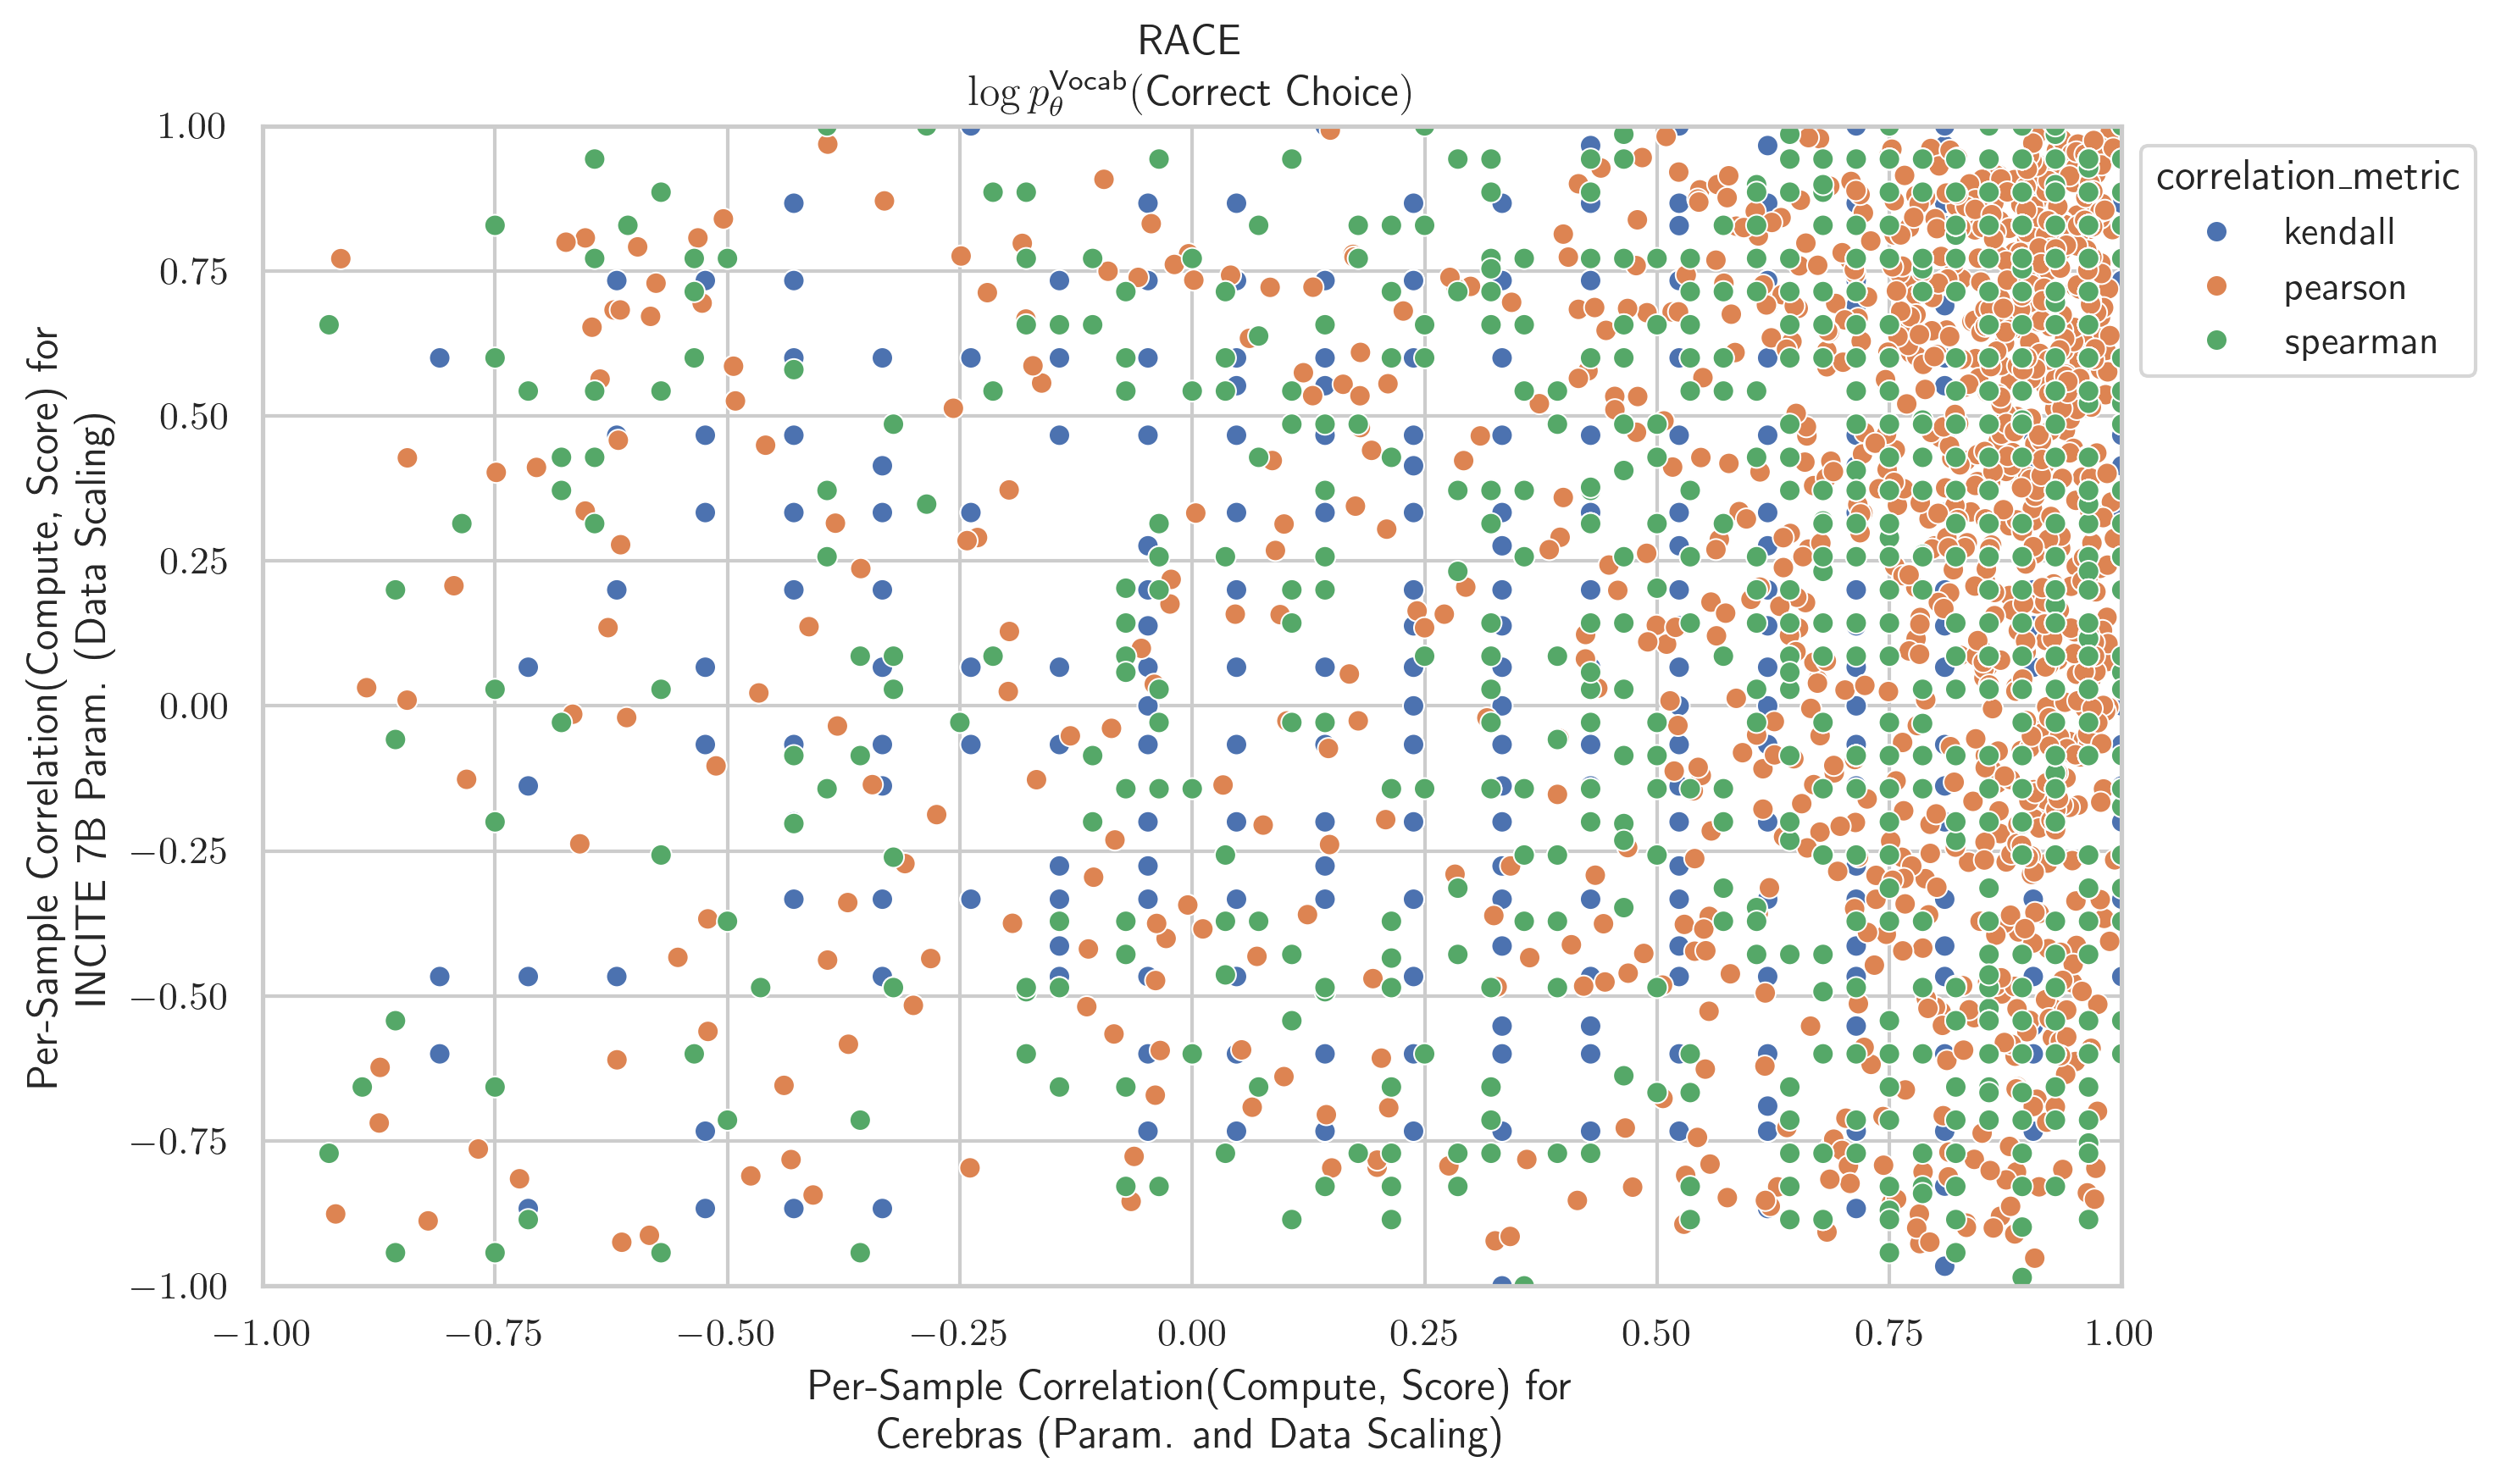 RACE
log p_θ^Vocab(Correct Choice)
Per-Sample Correlation(Compute, Score) for
INCITE 7B Param. (Data Scaling)
1.00
0.75
0.50
0.25
0.00
−0.25
−0.50
−0.75
−1.00
−1.00 −0.75 −0.50 −0.25 0.00 0.25 0.50 0.75 1.00
Per-Sample Correlation(Compute, Score) for
Cerebras (Param. and Data Scaling)
correlation_metric
kendall
pearson
spearman